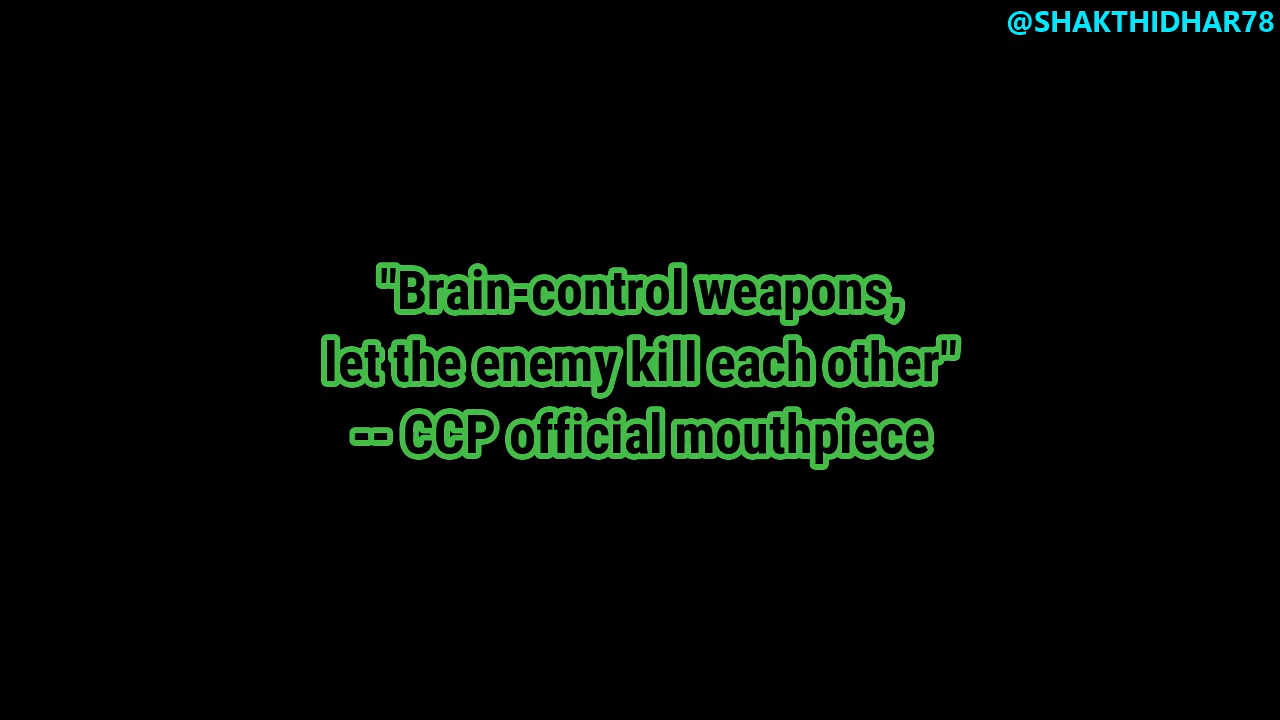 @SHAKTHIDHAR78
"Brain-control weapons,
let the enemy kill each other"
-- CCP official mouthpiece